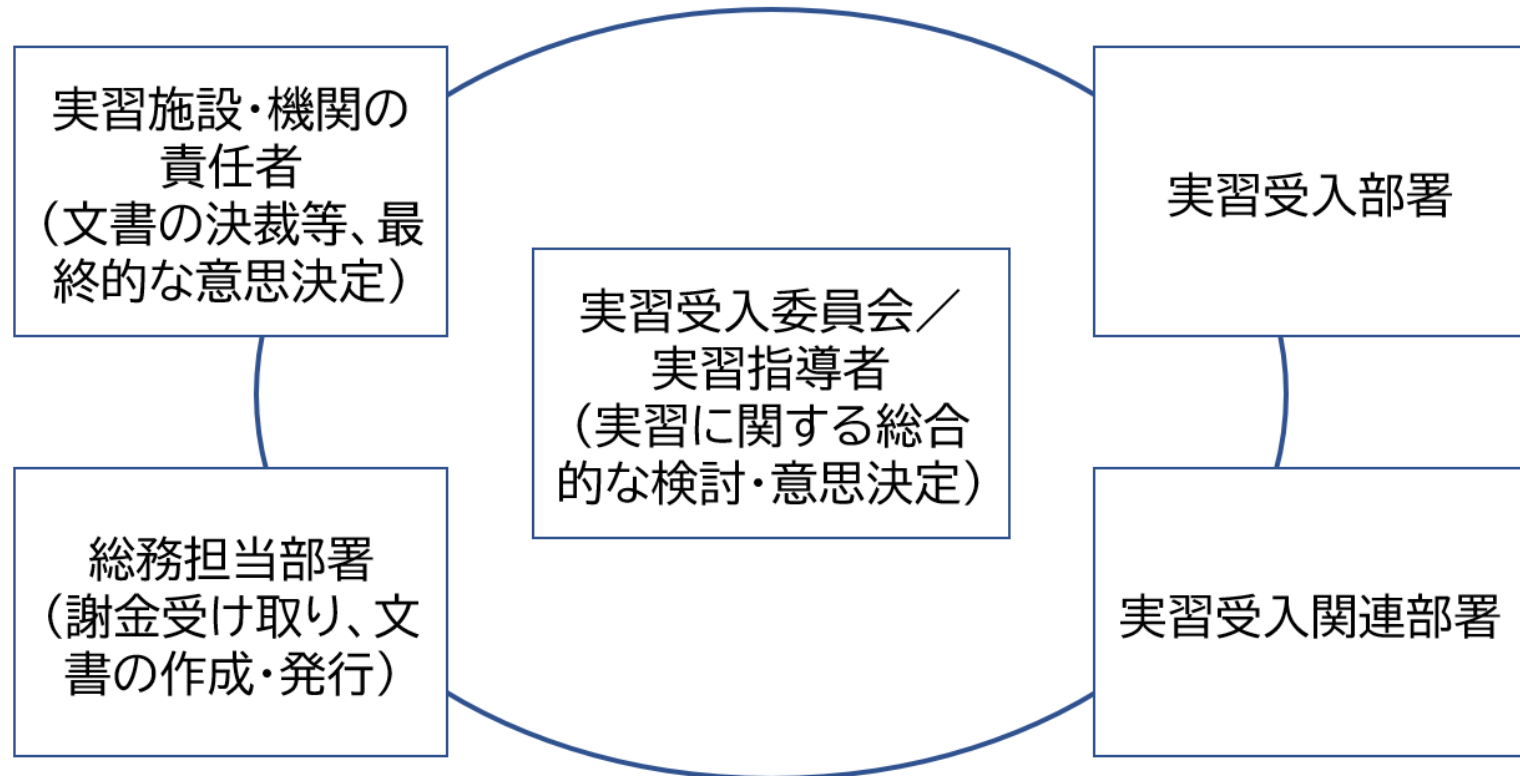 実習施設・機関の
責任者
（文書の決裁等、最
終的な意思決定）
実習受入部署
実習受入委員会／
実習指導者
（実習に関する総合
的な検討・意思決定）
総務担当部署
（謝金受け取り、文
書の作成・発行）
実習受入関連部署